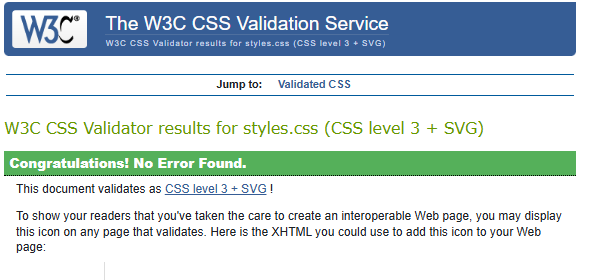 W3C®
The W3C CSS Validation Service
W3C CSS Validator results for styles.css (CSS level 3 + SVG)
Jump to: Validated CSS
W3C CSS Validator results for styles.css (CSS level 3 + SVG)
Congratulations! No Error Found.
This document validates as CSS level 3 + SVG !
To show your readers that you've taken the care to create an interoperable Web page, you may display
this icon on any page that validates. Here is the XHTML you could use to add this icon to your Web
page: